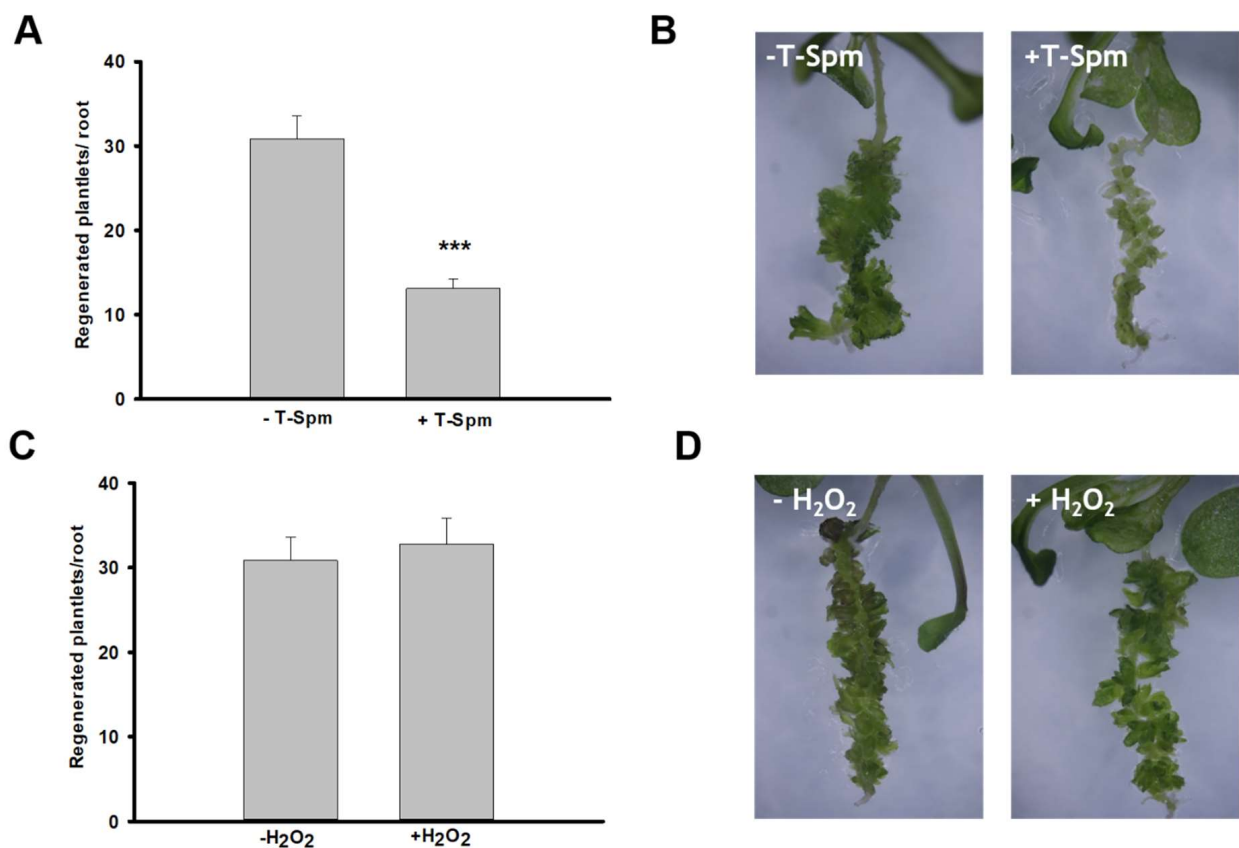 A
Regenerated plantlets/ root
40
30
20
10
0
***
- T-Spm
+ T-Spm
B
-T-Spm
+T-Spm
C
Regenerated plantlets/root
40
30
20
10
0
-H₂O₂
+H₂O₂
D
- H₂O₂
+ H₂O₂